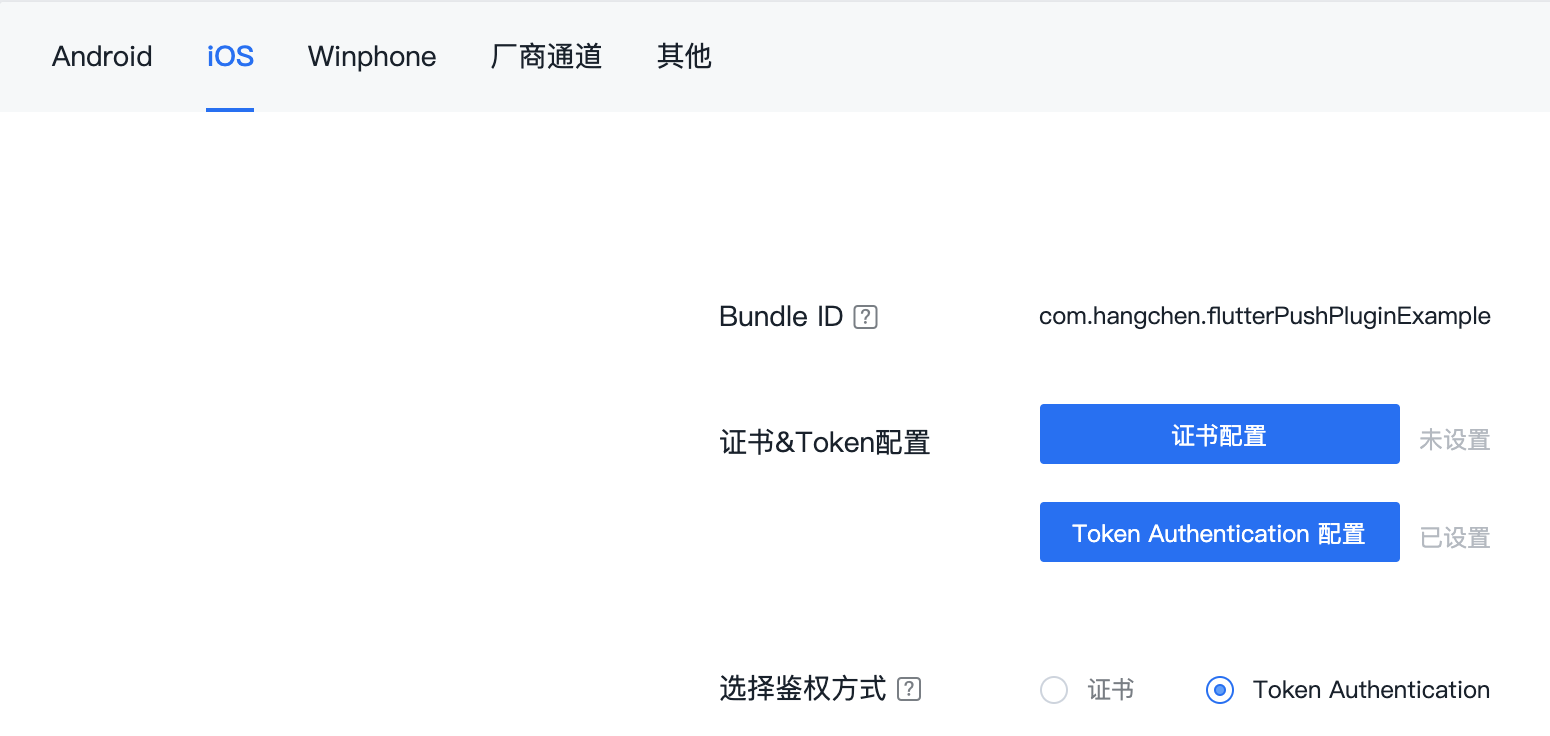 Android iOS Winphone 厂商通道 其他
Bundle ID ? com.hangchen.flutterPushPluginExample
证书&Token配置 证书配置 未设置
Token Authentication 配置 已设置
选择鉴权方式 ? 证书 Token Authentication